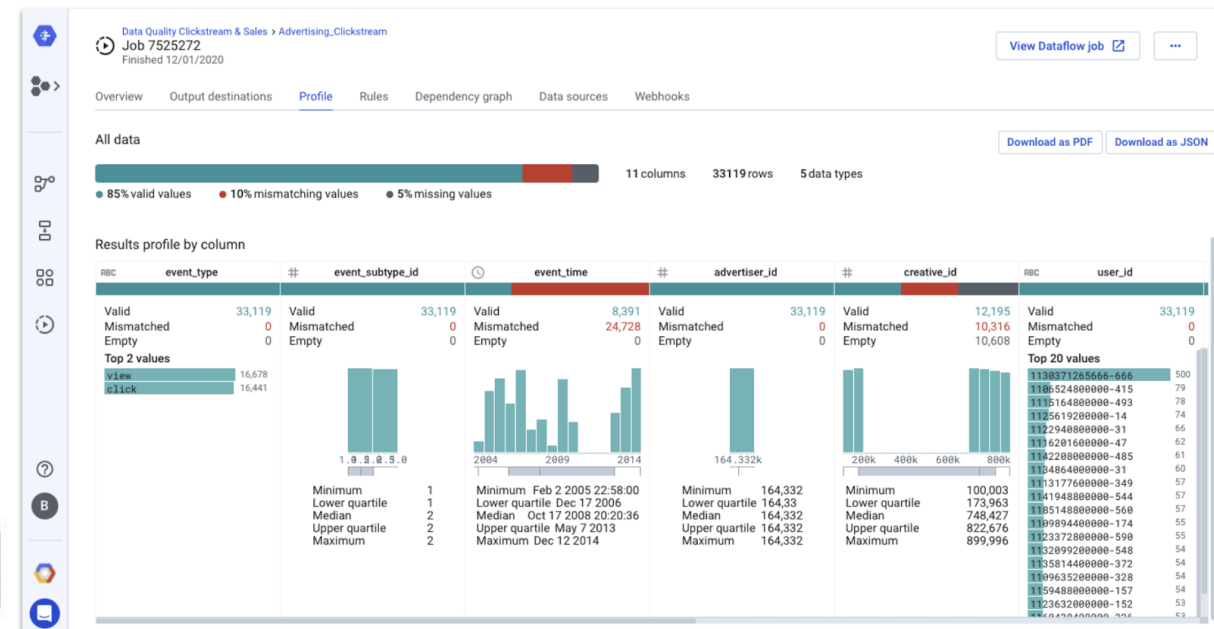 Data Quality Clickstream & Sales > Advertising_Clickstream
Job 7525272
Finished 12/01/2020
View Dataflow job
...
Overview Output destinations Profile Rules Dependency graph Data sources Webhooks
All data
Download as PDF Download as JSON
11 columns 33119 rows 5 data types
85% valid values 10% mismatching values 5% missing values
Results profile by column
ABC event_type
Valid 33,119
Mismatched 0
Empty 0
Top 2 values
view 16,678
click 16,441
# event_subtype_id
Valid 33,119
Mismatched 0
Empty 0
Minimum 1
Lower quartile 1
Median 2
Upper quartile 2
Maximum 2
event_time
Valid 8,391
Mismatched 24,728
Empty 0
2004 2009 2014
Minimum Feb 2 2005 22:58:00
Lower quartile Dec 17 2006
Median Oct 17 2008 20:20:36
Upper quartile May 7 2013
Maximum Dec 12 2014
# advertiser_id
Valid 33,119
Mismatched 0
Empty 0
164.332k
Minimum 164,332
Lower quartile 164,33
Median 164,332
Upper quartile 164,332
Maximum 164,332
# creative_id
Valid 12,195
Mismatched 10,316
Empty 10,608
200k 400k 600k 800k
Minimum 100,003
Lower quartile 173,963
Median 748,427
Upper quartile 822,676
Maximum 899,996
ABC user_id
Valid 33,119
Mismatched 0
Empty 0
Top 20 values
1130371265666-666 500
1106524800000-415 79
1115164800000-493 78
1125619200000-14 74
1122940800000-31 66
1116201600000-47 62
1142208000000-485 61
1134864000000-31 60
1113177600000-349 57
1141948800000-544 57
1185148800000-560 57
1109894400000-174 55
1123372800000-590 55
1132099200000-548 54
1135814400000-372 54
1109635200000-328 54
1159488000000-157 54
1123632000000-152 53
53
B